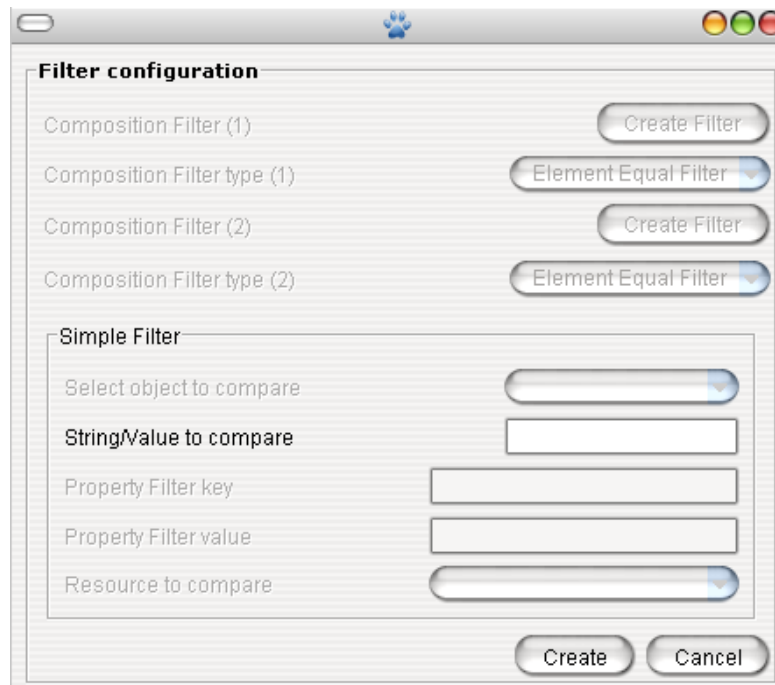 Filter configuration
Composition Filter (1) Create Filter
Composition Filter type (1) Element Equal Filter
Composition Filter (2) Create Filter
Composition Filter type (2) Element Equal Filter
Simple Filter
Select object to compare
String/Value to compare
Property Filter key
Property Filter value
Resource to compare
Create Cancel